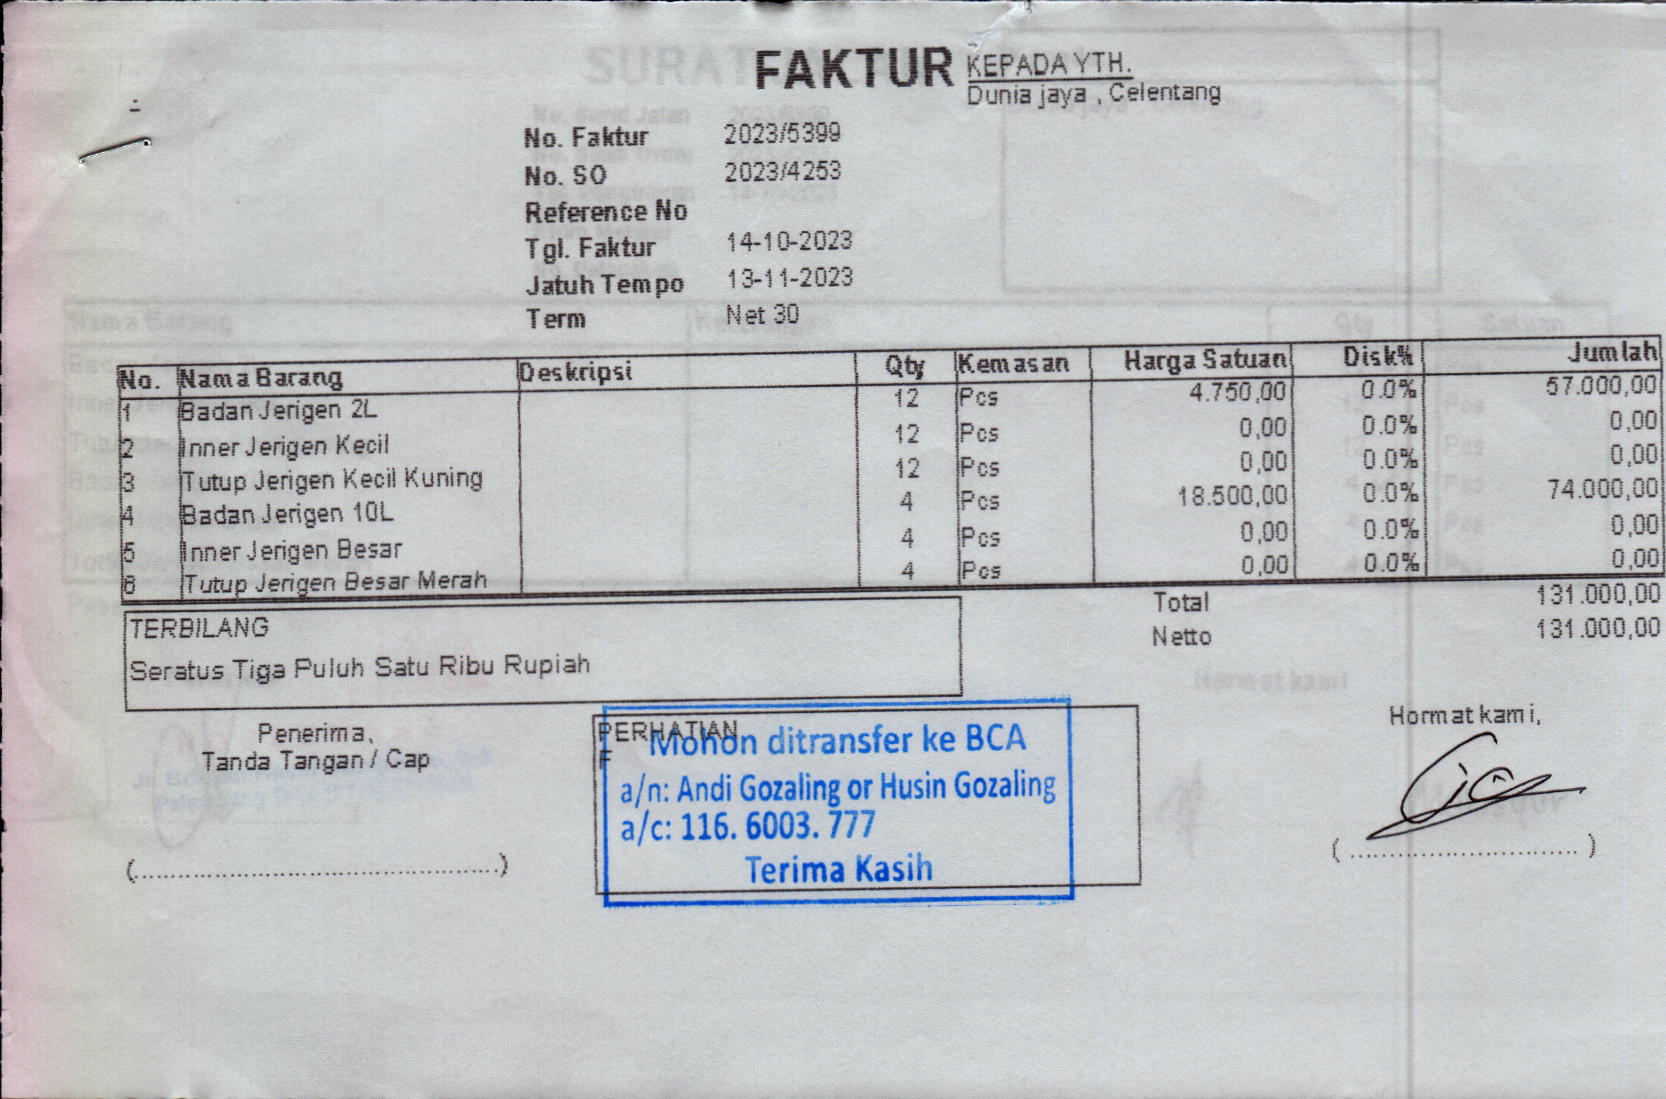 FAKTUR
KEPADA YTH.
Dunia jaya , Celentang
No. Faktur 2023/5399
No. SO 2023/4253
Reference No
Tgl. Faktur 14-10-2023
Jatuh Tempo 13-11-2023
Term Net 30
No. Nama Barang Deskripsi Qty Kemasan Harga Satuan Disk% Jumlah
1 Badan Jerigen 2L 12 Pcs 4.750,00 0.0% 57.000,00
2 Inner Jerigen Kecil 12 Pcs 0,00 0.0% 0,00
3 Tutup Jerigen Kecil Kuning 12 Pcs 0,00 0.0% 0,00
4 Badan Jerigen 10L 4 Pcs 18.500,00 0.0% 74.000,00
5 Inner Jerigen Besar 4 Pcs 0,00 0.0% 0,00
6 Tutup Jerigen Besar Merah 4 Pcs 0,00 0.0% 0,00
Total 131.000,00
Netto 131.000,00
TERBILANG
Seratus Tiga Puluh Satu Ribu Rupiah
Penerima,
Tanda Tangan / Cap
(..................................................)
PERHATIAN
F
Mohon ditransfer ke BCA
a/n: Andi Gozaling or Husin Gozaling
a/c: 116. 6003. 777
Terima Kasih
Hormat kami,
( ................................ )